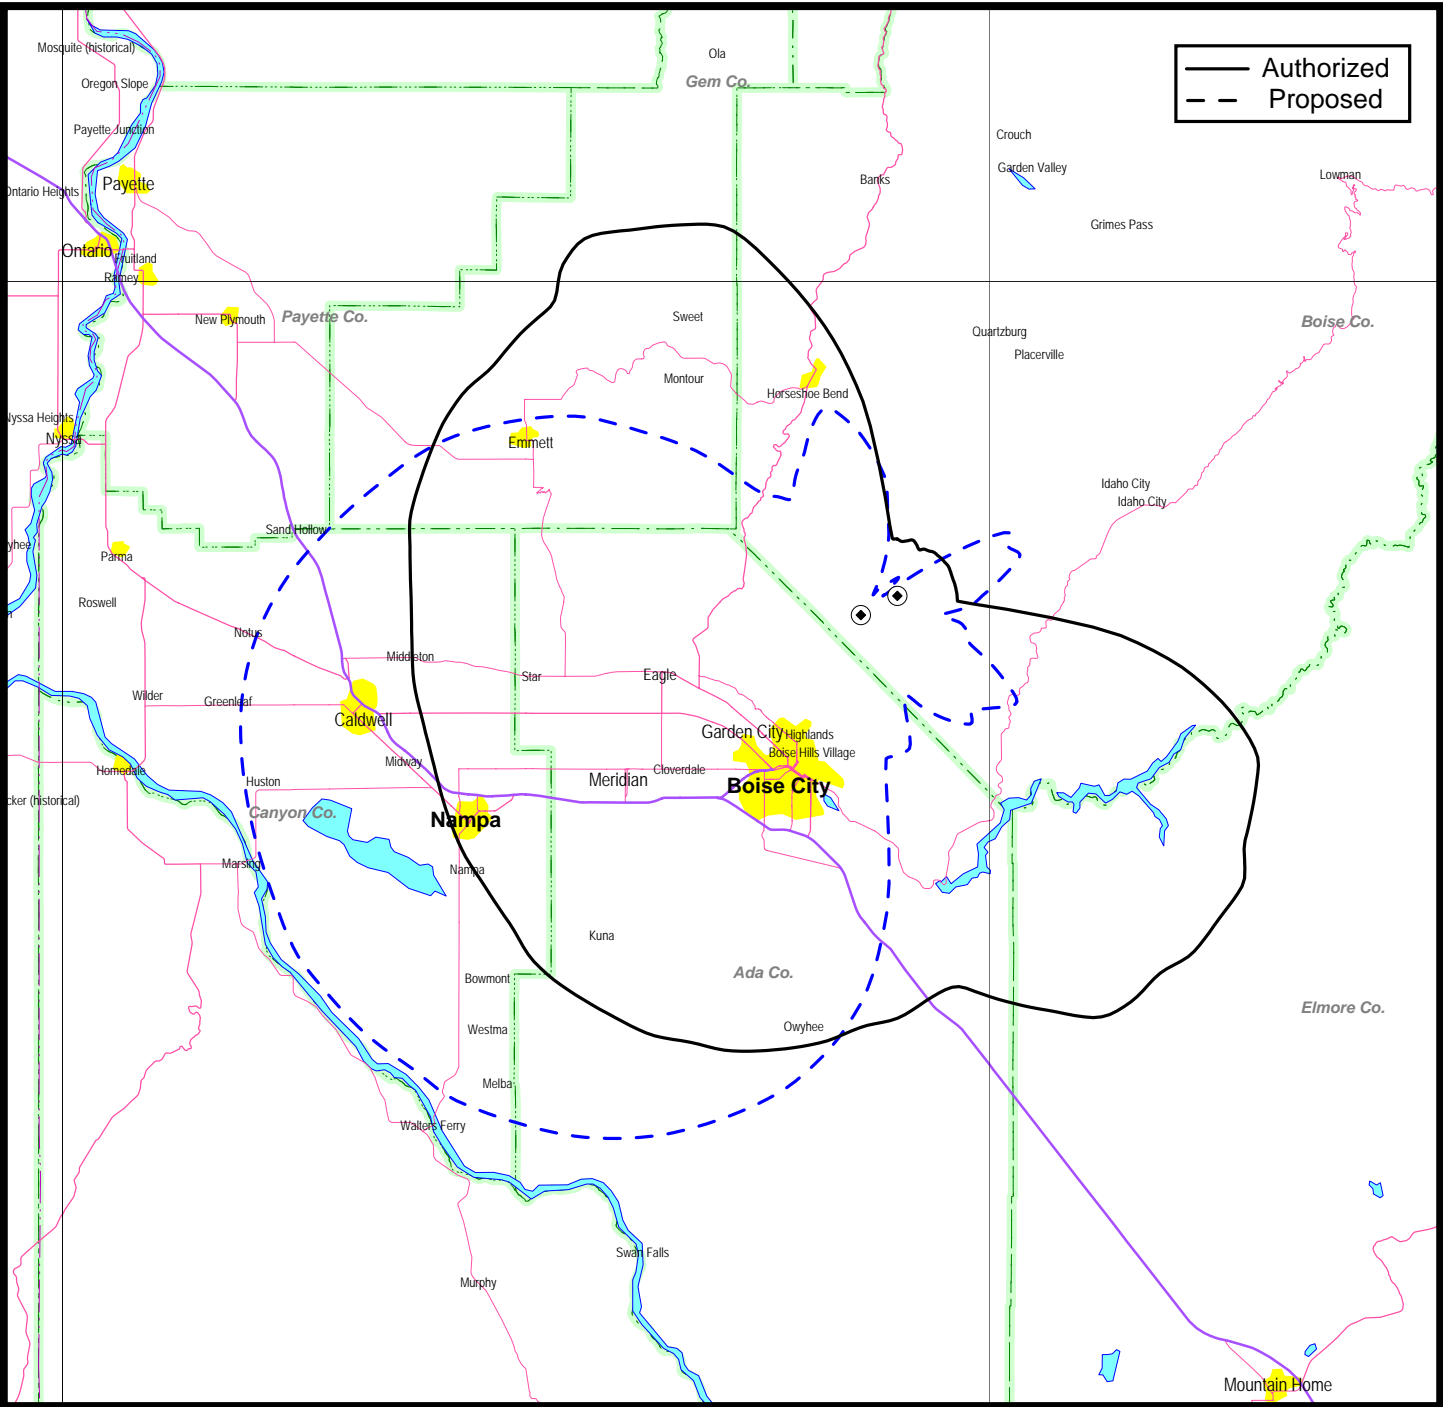 Mosquite (historical)
Ola
Gem Co.
Authorized
Proposed
Oregon Slope
Payette Junction
Crouch
Garden Valley
Lowman
Ontario Heights
Payette
Banks
Grimes Pass
Ontario
Fruitland
Ramey
New Plymouth
Payette Co.
Sweet
Quartzburg
Placerville
Boise Co.
Montour
Horseshoe Bend
Nyssa Heights
Nyssa
Emmett
Idaho City
Idaho City
Sand Hollow
yhee
Parma
Roswell
Notus
Middleton
Star
Eagle
Wilder
Greenleaf
Caldwell
Garden City
Highlands
Boise Hills Village
Midway
Cloverdale
Homedale
Huston
Meridian
Boise City
cker (historical)
Canyon Co.
Nampa
Marsing
Nampa
Kuna
Ada Co.
Bowmont
Elmore Co.
Westma
Owyhee
Melba
Walters Ferry
Swan Falls
Murphy
Mountain Home